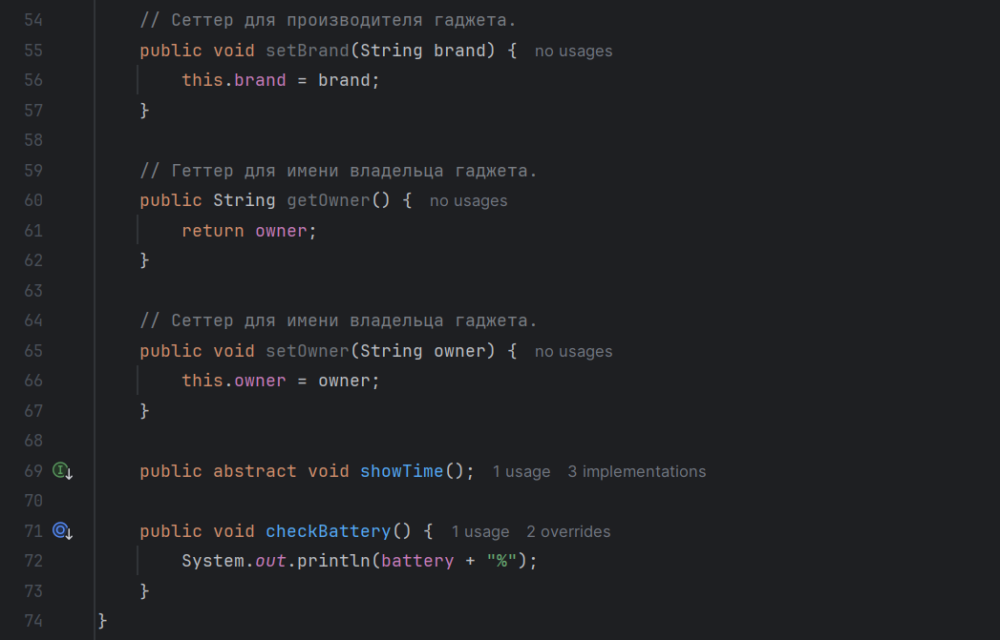 54 // Сеттер для производителя гаджета.
55 public void setBrand(String brand) { no usages
56 this.brand = brand;
57 }
58
59 // Геттер для имени владельца гаджета.
60 public String getOwner() { no usages
61 return owner;
62 }
63
64 // Сеттер для имени владельца гаджета.
65 public void setOwner(String owner) { no usages
66 this.owner = owner;
67 }
68
69 public abstract void showTime(); 1 usage 3 implementations
70
71 public void checkBattery() { 1 usage 2 overrides
72 System.out.println(battery + "%");
73 }
74 }